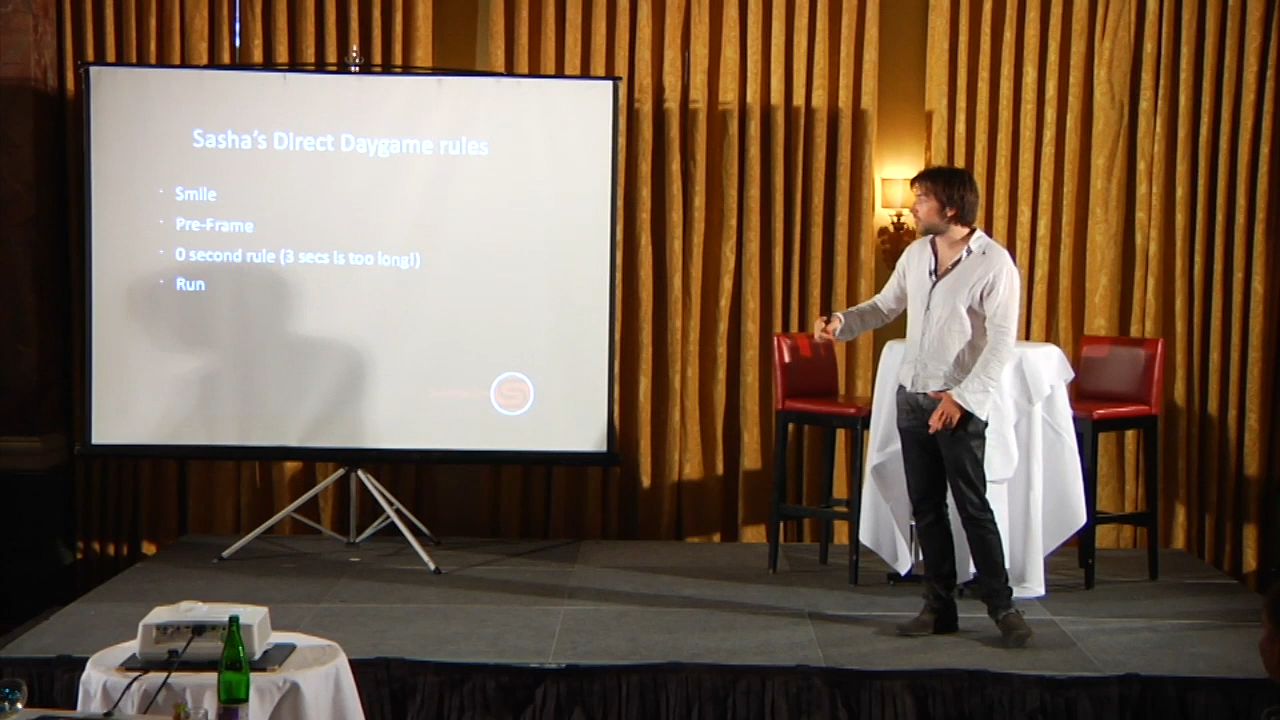 Sasha's Direct Daygame rules
· Smile
· Pre-Frame
· 0 second rule (3 secs is too long!)
· Run
S